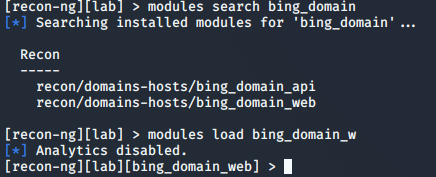 [recon-ng][lab] > modules search bing_domain
[*] Searching installed modules for 'bing_domain'...
Recon
-----
recon/domains-hosts/bing_domain_api
recon/domains-hosts/bing_domain_web
[recon-ng][lab] > modules load bing_domain_w
[*] Analytics disabled.
[recon-ng][lab][bing_domain_web] >